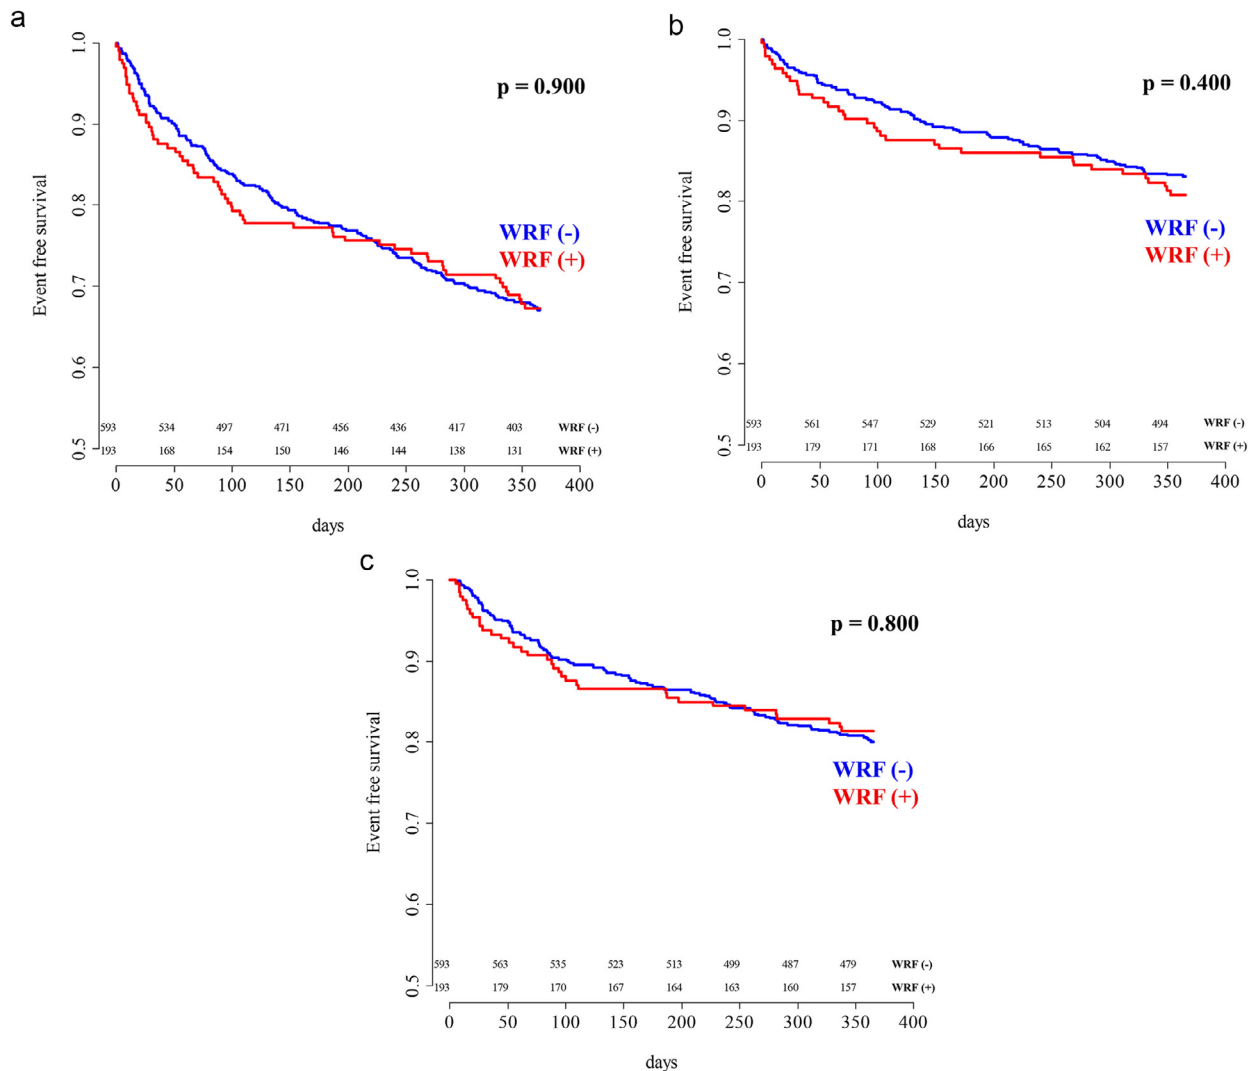 a
Event free survival
1.0
0.9
0.8
0.7
0.6
0.5
p = 0.900
WRF (-)
WRF (+)
593 534 497 471 456 436 417 403 WRF (-)
193 168 154 150 146 144 138 131 WRF (+)
0 50 100 150 200 250 300 350 400
days
b
Event free survival
1.0
0.9
0.8
0.7
0.6
0.5
p = 0.400
WRF (-)
WRF (+)
593 561 547 529 521 513 504 494 WRF (-)
193 179 171 168 166 165 162 157 WRF (+)
0 50 100 150 200 250 300 350 400
days
c
Event free survival
1.0
0.9
0.8
0.7
0.6
0.5
p = 0.800
WRF (-)
WRF (+)
593 563 535 523 513 499 487 479 WRF (-)
193 179 170 167 164 163 160 157 WRF (+)
0 50 100 150 200 250 300 350 400
days